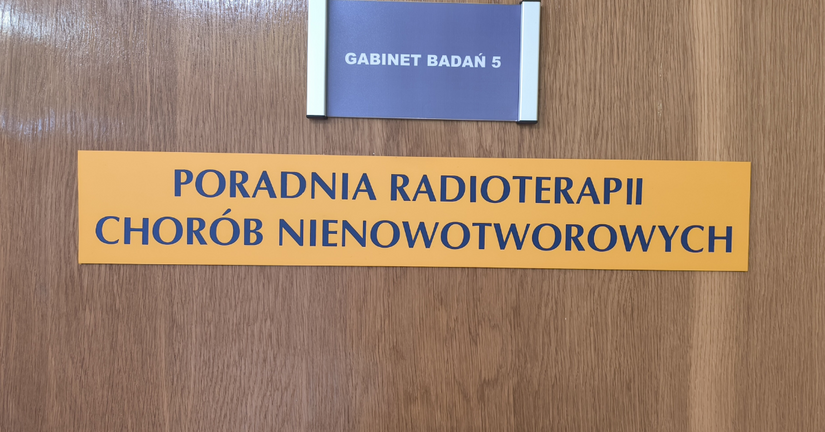 GABINET BADAŃ 5
PORADNIA RADIOTERAPII
CHORÓB NIENOWOTWOROWYCH